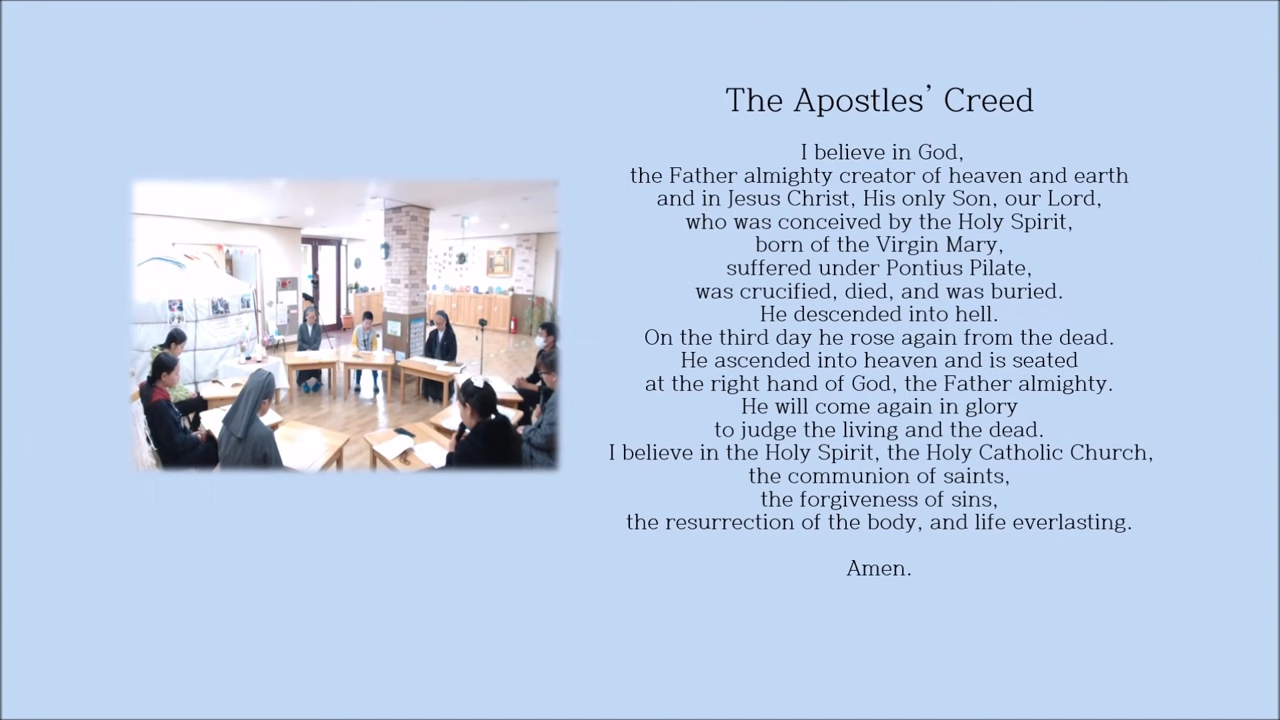 The Apostles’ Creed
I believe in God,
the Father almighty creator of heaven and earth
and in Jesus Christ, His only Son, our Lord,
who was conceived by the Holy Spirit,
born of the Virgin Mary,
suffered under Pontius Pilate,
was crucified, died, and was buried.
He descended into hell.
On the third day he rose again from the dead.
He ascended into heaven and is seated
at the right hand of God, the Father almighty.
He will come again in glory
to judge the living and the dead.
I believe in the Holy Spirit, the Holy Catholic Church,
the communion of saints,
the forgiveness of sins,
the resurrection of the body, and life everlasting.
Amen.